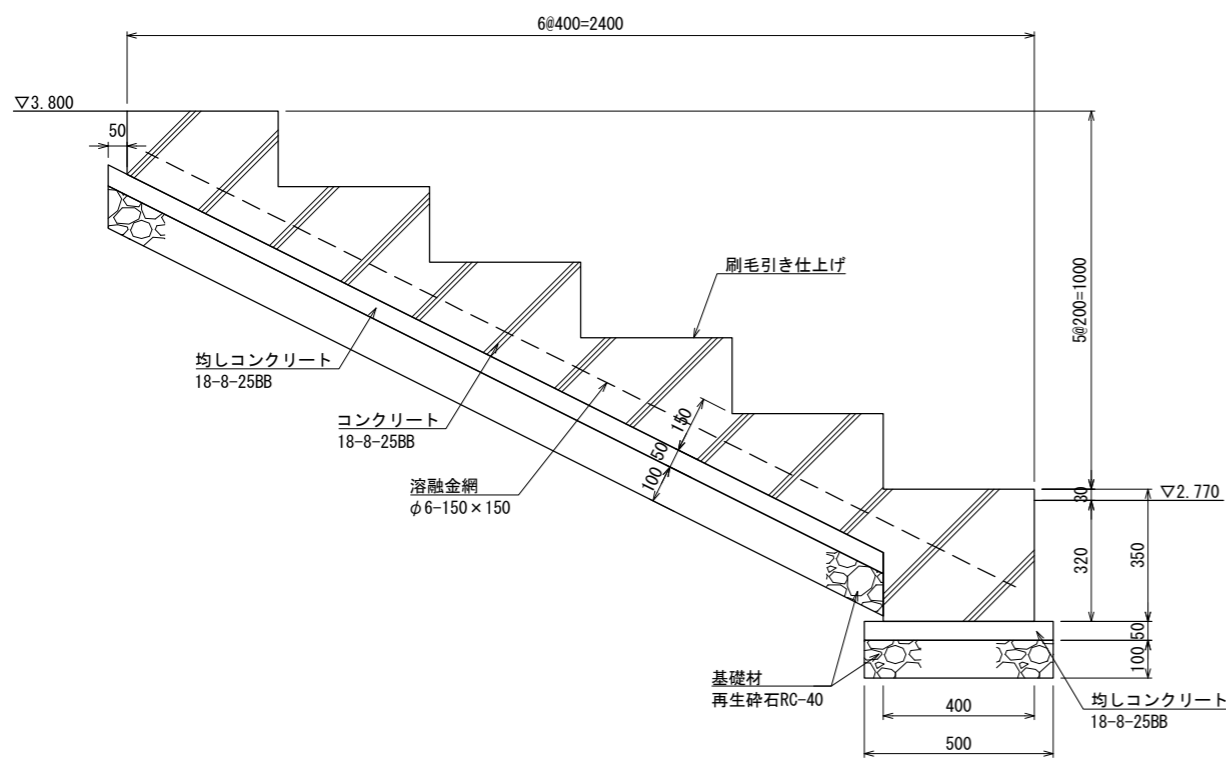 6@400=2400
▽3.800
50
5@200=1000
刷毛引き仕上げ
均しコンクリート
18-8-25BB
コンクリート
18-8-25BB
150
50
100
溶融金網
φ6-150×150
30
▽2.770
320
350
50
100
基礎材
再生砕石RC-40
400
500
均しコンクリート
18-8-25BB